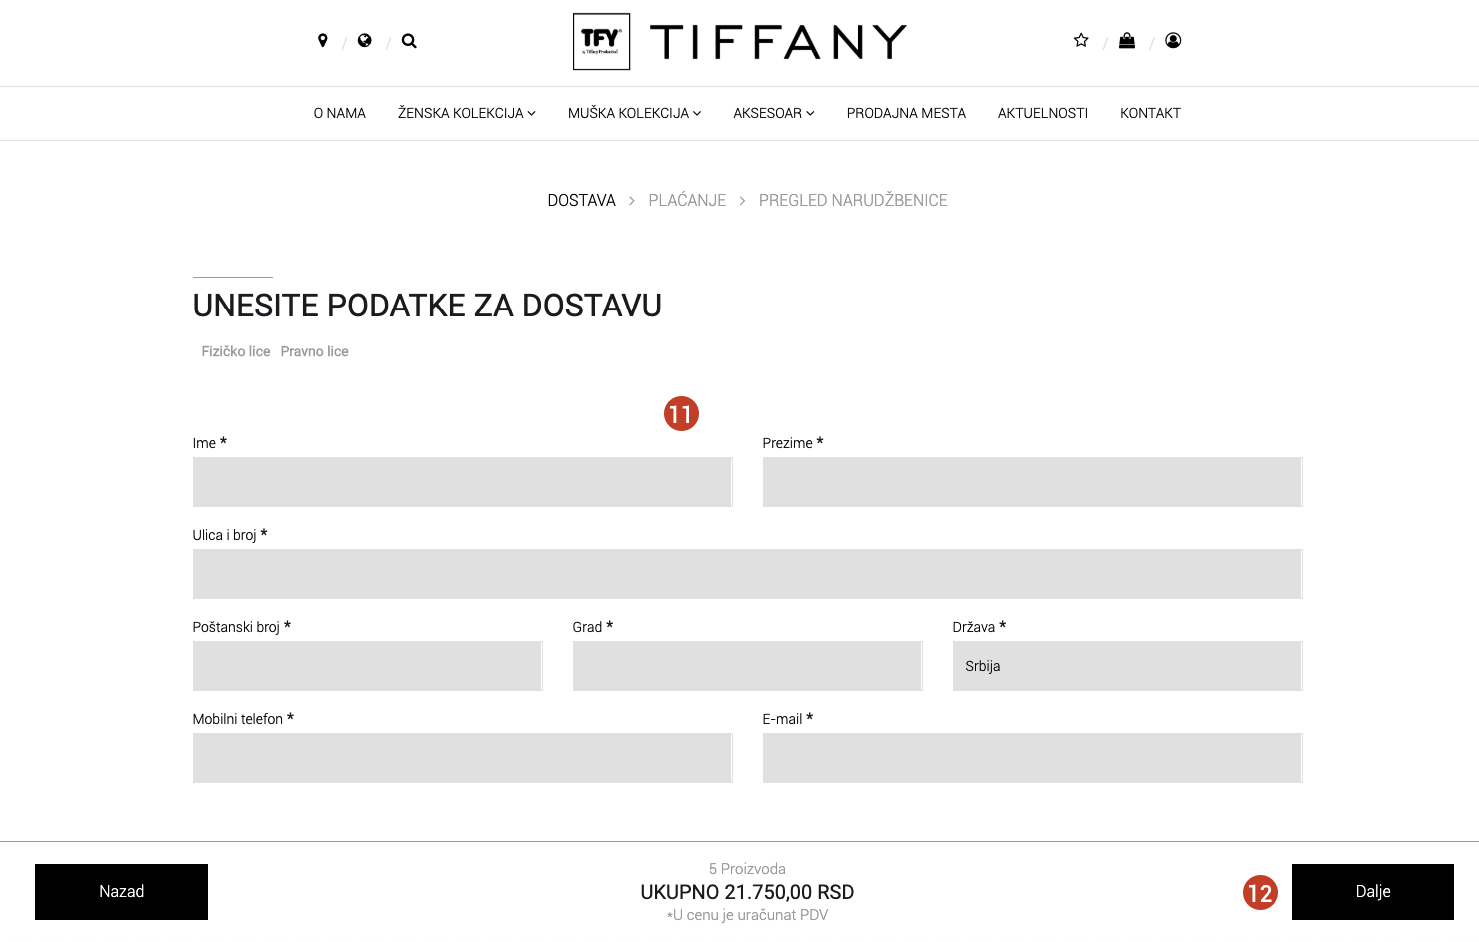 TFY
by Tiffany Production
TIFFANY
O NAMA ŽENSKA KOLEKCIJA MUŠKA KOLEKCIJA AKSESOAR PRODAJNA MESTA AKTUELNOSTI KONTAKT
DOSTAVA > PLAĆANJE > PREGLED NARUDŽBENICE
UNESITE PODATKE ZA DOSTAVU
Fizičko lice Pravno lice
11
Ime * Prezime *
Ulica i broj *
Poštanski broj * Grad * Država *
Srbija
Mobilni telefon * E-mail *
5 Proizvoda
Nazad UKUPNO 21.750,00 RSD 12 Dalje
*U cenu je uračunat PDV